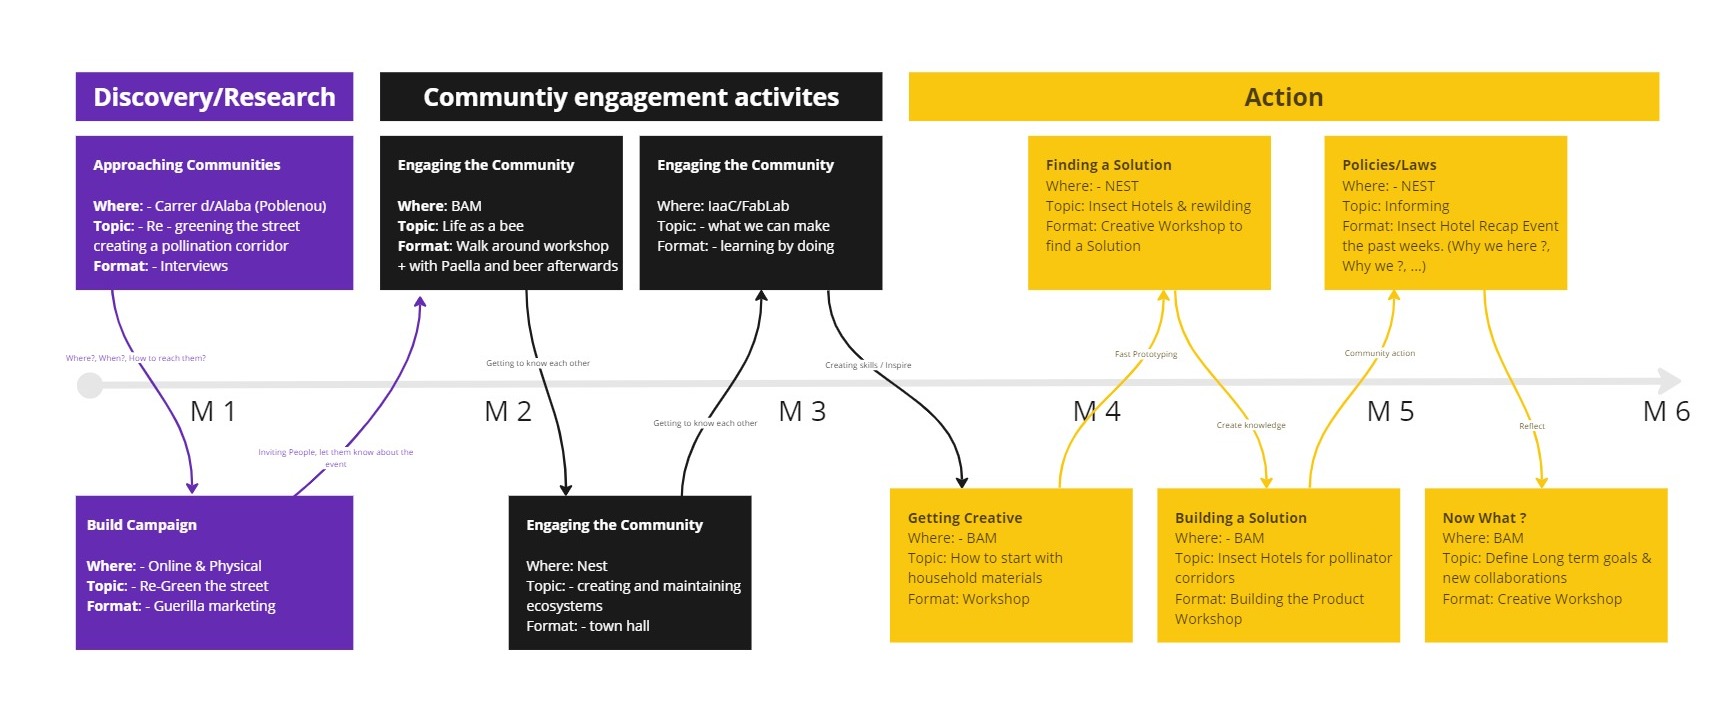 Discovery/Research
Communtiy engagement activites
Action
Approaching Communities
Where: - Carrer d/Alaba (Poblenou)
Topic: - Re - greening the street
creating a pollination corridor
Format: - Interviews
Engaging the Community
Where: BAM
Topic: Life as a bee
Format: Walk around workshop
+ with Paella and beer afterwards
Engaging the Community
Where: IaaC/FabLab
Topic: - what we can make
Format: - learning by doing
Finding a Solution
Where: - NEST
Topic: Insect Hotels & rewilding
Format: Creative Workshop to
find a Solution
Policies/Laws
Where: - NEST
Topic: Informing
Format: Insect Hotel Recap Event
the past weeks. (Why we here ?,
Why we ?, ...)
Where?, When?, How to reach them?
Getting to know each other
Creating skills / Inspire
Fast Prototyping
Community action
M 1
M 2
M 3
M 4
M 5
M 6
Inviting People, let them know about the
event
Getting to know each other
Create knowledge
Reflect
Build Campaign
Where: - Online & Physical
Topic: - Re-Green the street
Format: - Guerilla marketing
Engaging the Community
Where: Nest
Topic: - creating and maintaining
ecosystems
Format: - town hall
Getting Creative
Where: - BAM
Topic: How to start with
household materials
Format: Workshop
Building a Solution
Where: - BAM
Topic: Insect Hotels for pollinator
corridors
Format: Building the Product
Workshop
Now What ?
Where: BAM
Topic: Define Long term goals &
new collaborations
Format: Creative Workshop